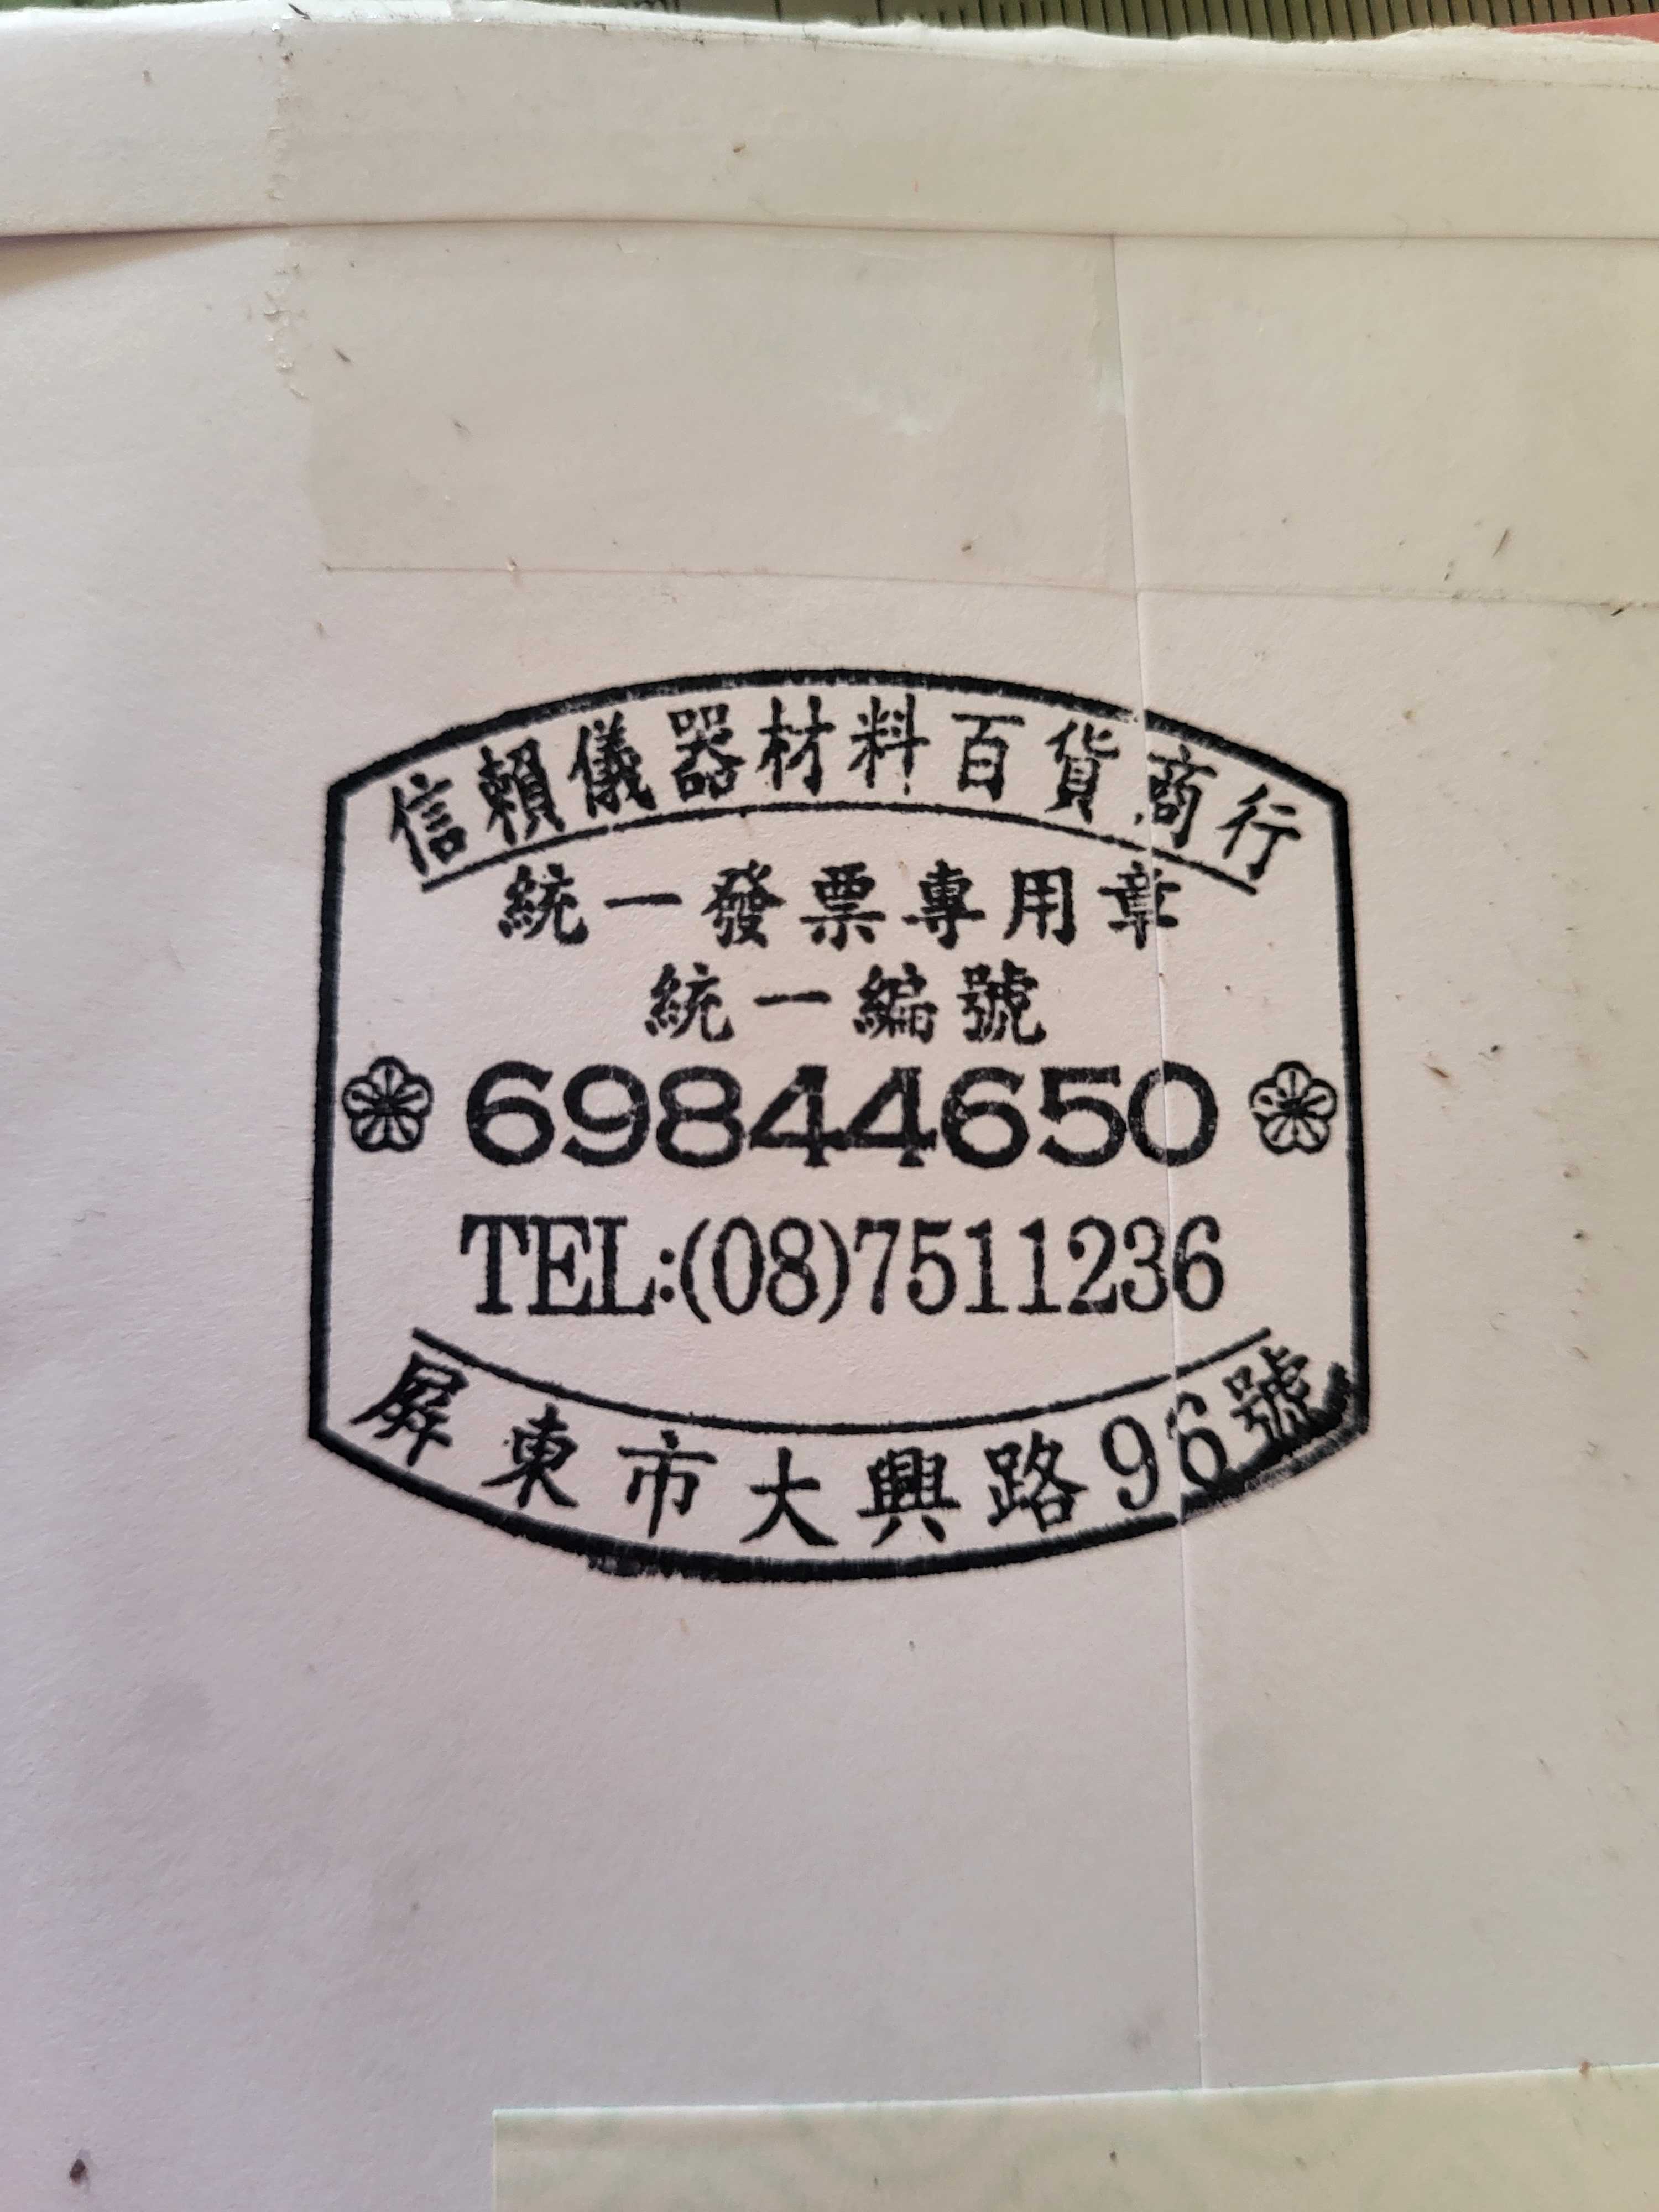 信賴儀器材料百貨商行
統一發票專用章
統一編號
69844650
TEL:(08)7511236
屏東市大興路96號